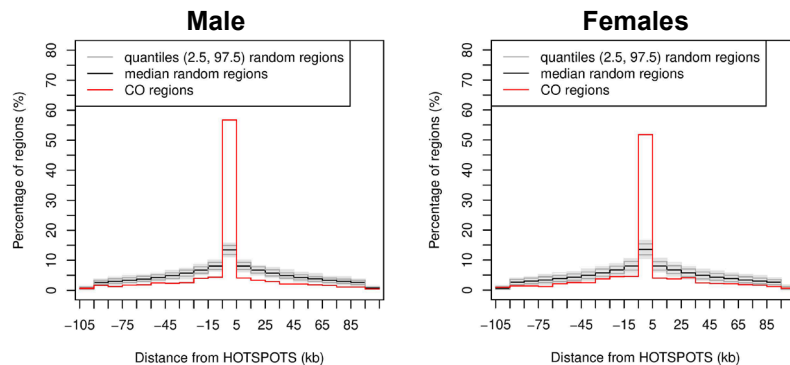 Male
quantiles (2.5, 97.5) random regions
median random regions
CO regions
Percentage of regions (%)
80
70
60
50
40
30
20
10
0
−105 −75 −45 −15 5 25 45 65 85
Distance from HOTSPOTS (kb)
Females
quantiles (2.5, 97.5) random regions
median random regions
CO regions
Percentage of regions (%)
80
70
60
50
40
30
20
10
0
−105 −75 −45 −15 5 25 45 65 85
Distance from HOTSPOTS (kb)